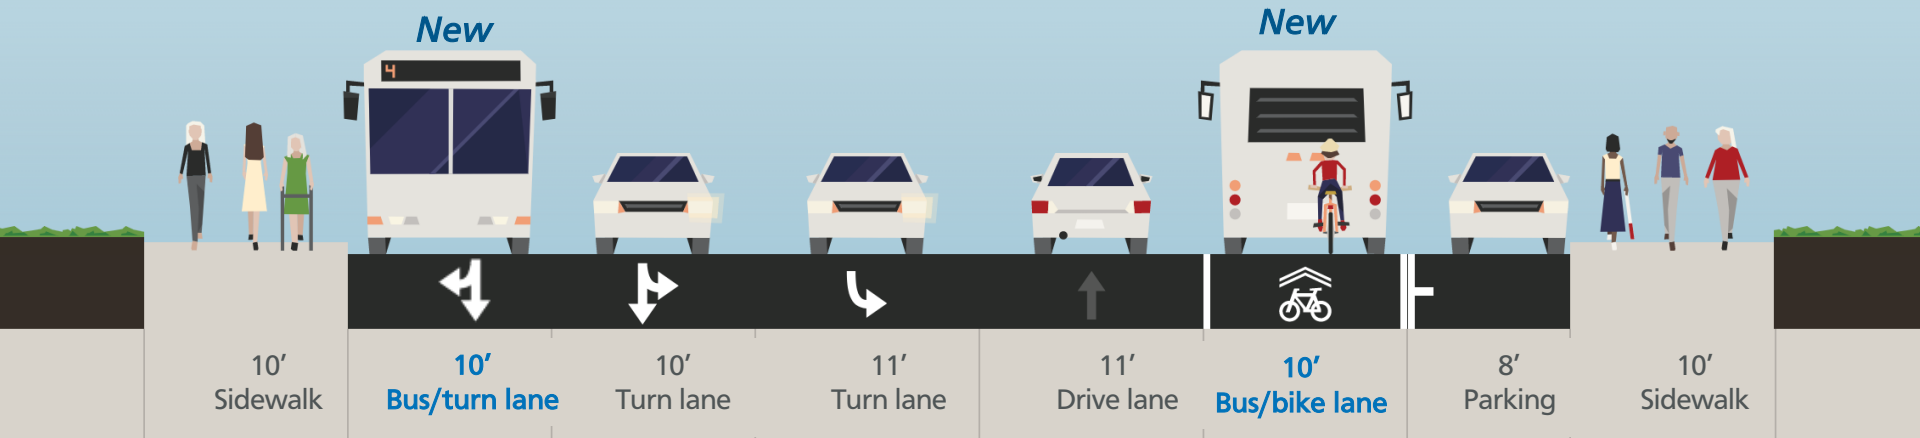 New
New
4
10’
Sidewalk
10’
Bus/turn lane
10’
Turn lane
11’
Turn lane
11’
Drive lane
10’
Bus/bike lane
8’
Parking
10’
Sidewalk